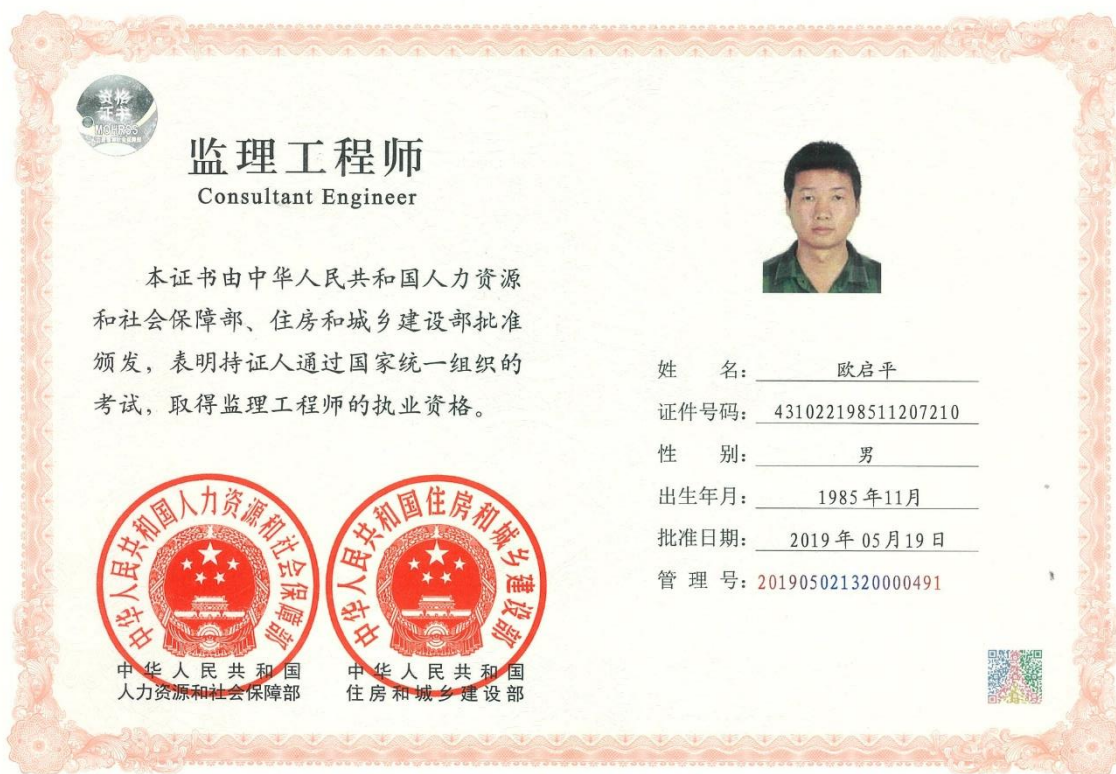 资格
证书
MOHRSS
监理工程师
Consultant Engineer
本证书由中华人民共和国人力资源
和社会保障部、住房和城乡建设部批准
颁发，表明持证人通过国家统一组织的
考试，取得监理工程师的执业资格。
中华人民共和国人力资源和社会保障部
中华人民共和国
人力资源和社会保障部
中华人民共和国住房和城乡建设部
中华人民共和国
住房和城乡建设部
姓 名： 欧启平
证件号码： 431022198511207210
性 别： 男
出生年月： 1985年11月
批准日期： 2019年05月19日
管 理 号：201905021320000491